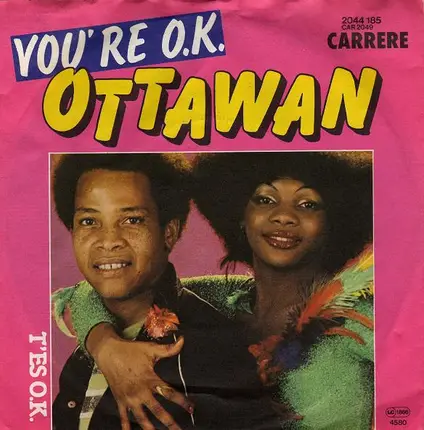 YOU'RE O.K.
2044 185
CAR 2049
CARRERE
OTTAWAN
T'ES O.K.
4580